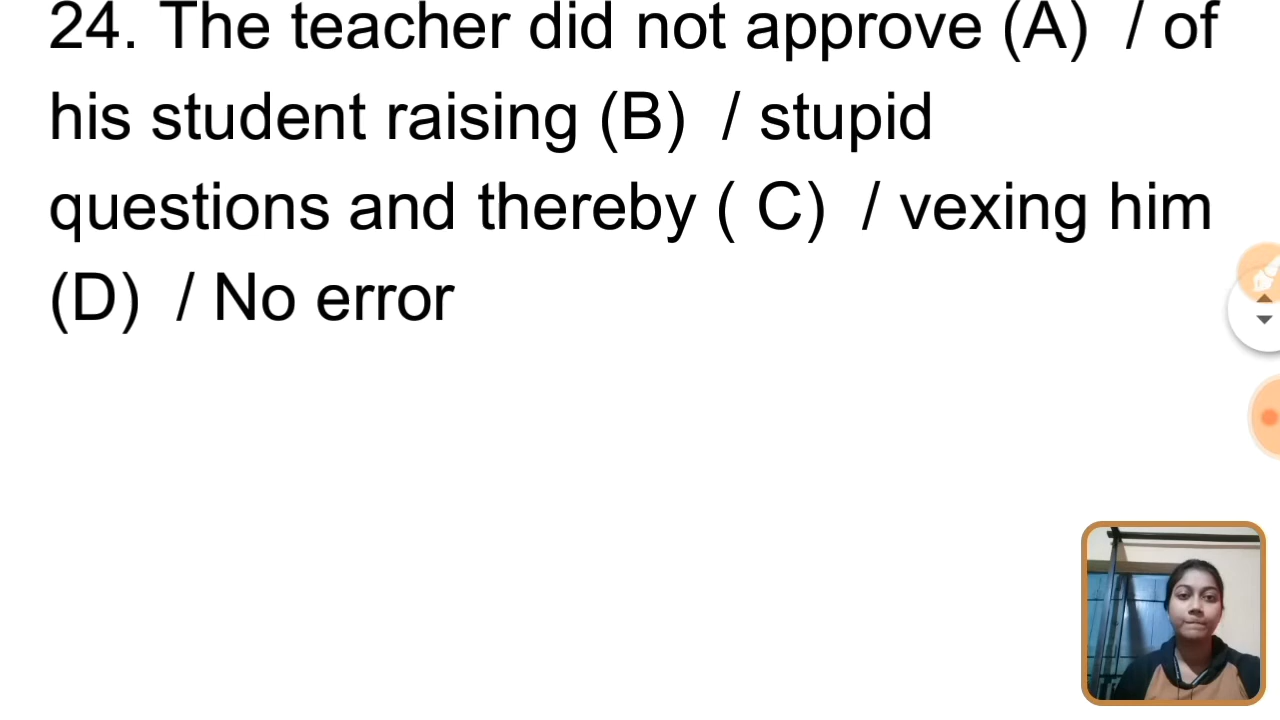 24. The teacher did not approve (A)  / of
his student raising (B)  / stupid
questions and thereby ( C)  / vexing him
(D)  / No error